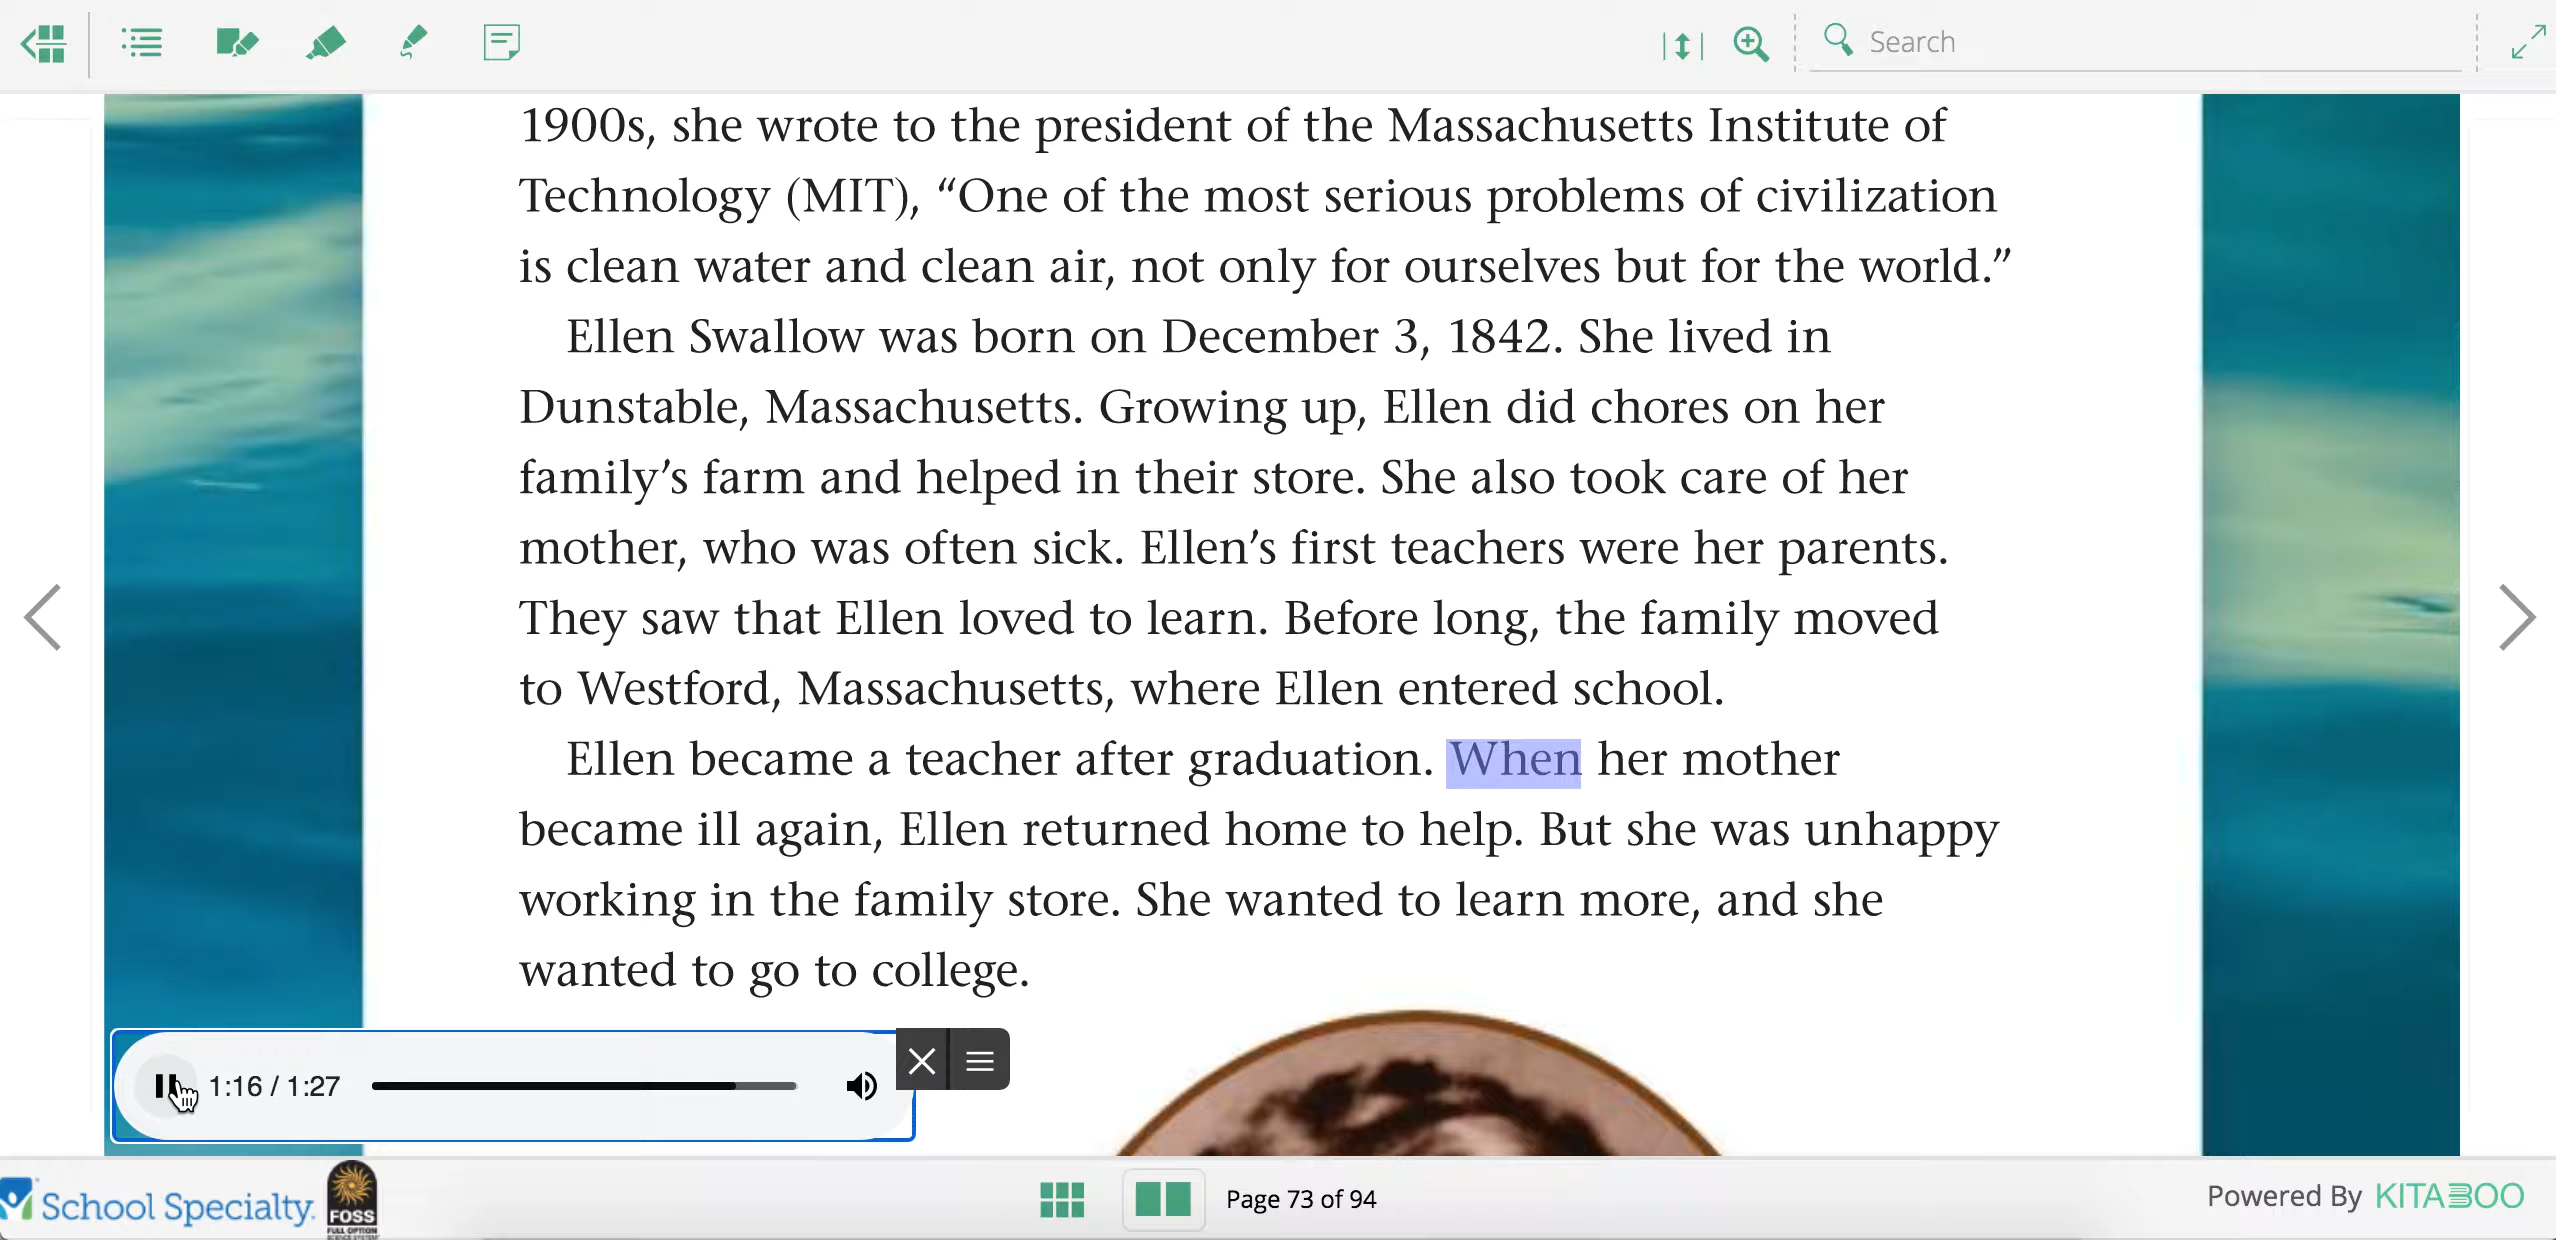 Search
1900s, she wrote to the president of the Massachusetts Institute of
Technology (MIT), “One of the most serious problems of civilization
is clean water and clean air, not only for ourselves but for the world.”
Ellen Swallow was born on December 3, 1842. She lived in
Dunstable, Massachusetts. Growing up, Ellen did chores on her
family’s farm and helped in their store. She also took care of her
mother, who was often sick. Ellen’s first teachers were her parents.
They saw that Ellen loved to learn. Before long, the family moved
to Westford, Massachusetts, where Ellen entered school.
Ellen became a teacher after graduation. When her mother
became ill again, Ellen returned home to help. But she was unhappy
working in the family store. She wanted to learn more, and she
wanted to go to college.
1:16 / 1:27
School Specialty.
FOSS
FULL OPTION
SCIENCE SYSTEM
Page 73 of 94
Powered By KITABOO